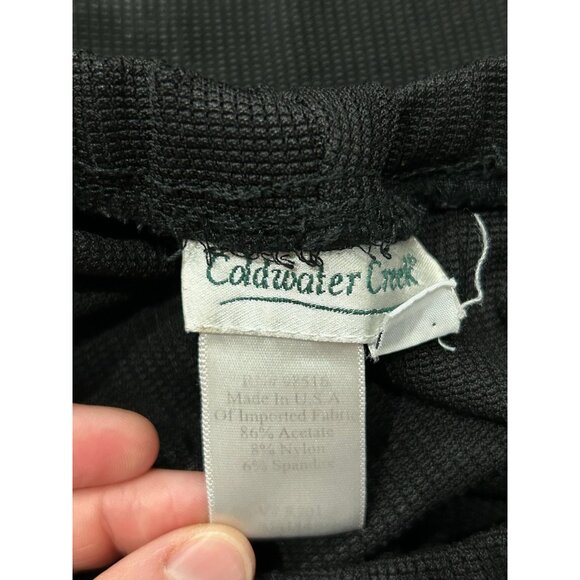 Coldwater Creek®
Made In U.S.A
Of Imported Fabric
86% Acetate
8% Nylon
6% Spandex